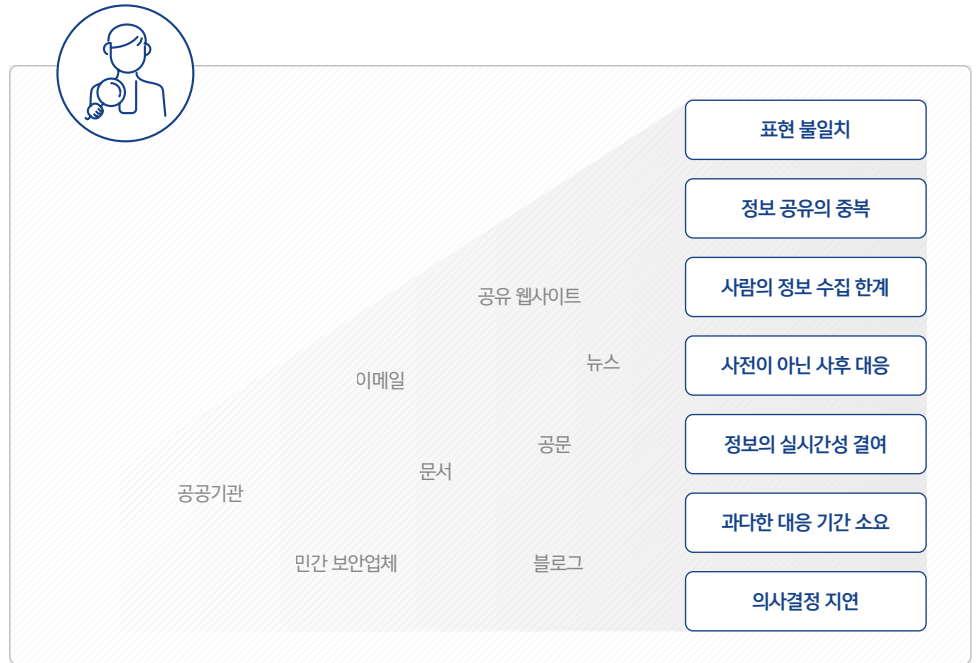 표현 불일치
정보 공유의 중복
사람의 정보 수집 한계
사전이 아닌 사후 대응
정보의 실시간성 결여
과다한 대응 기간 소요
의사결정 지연
공유 웹사이트
뉴스
이메일
공문
문서
공공기관
민간 보안업체
블로그